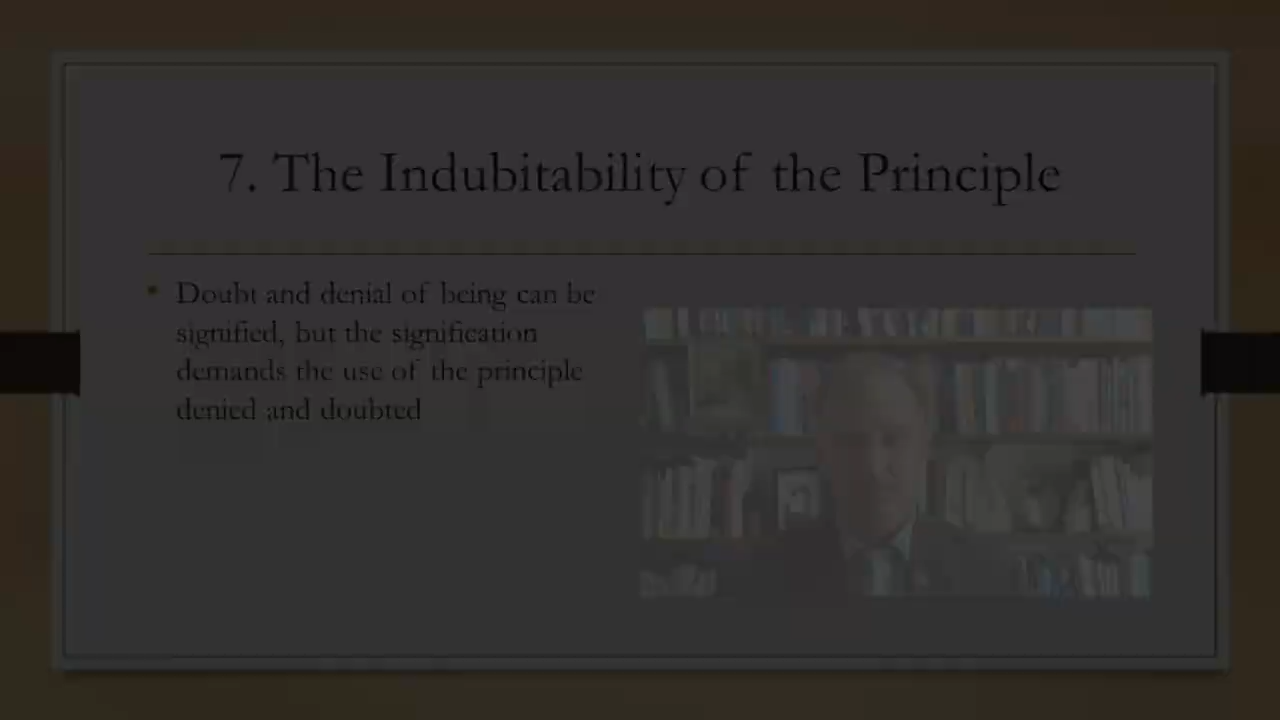 7. The Indubitability of the Principle
• Doubt and denial of being can be
signified, but the signification
demands the use of the principle
denied and doubted